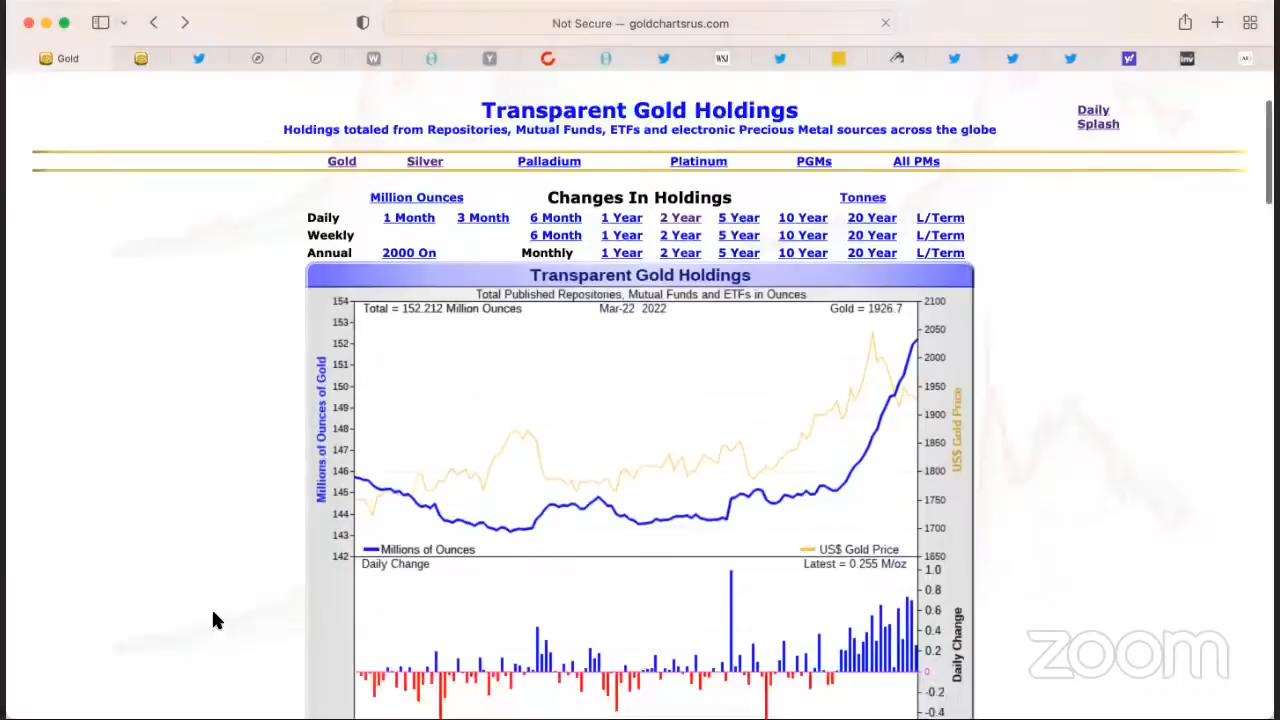 Not Secure — goldchartsrus.com
Gold
W
Y
WSJ
y!
inv
Transparent Gold Holdings
Holdings totaled from Repositories, Mutual Funds, ETFs and electronic Precious Metal sources across the globe
Daily
Splash
Gold Silver Palladium Platinum PGMs All PMs
Million Ounces Changes In Holdings Tonnes
Daily 1 Month 3 Month 6 Month 1 Year 2 Year 5 Year 10 Year 20 Year L/Term
Weekly 6 Month 1 Year 2 Year 5 Year 10 Year 20 Year L/Term
Annual 2000 On Monthly 1 Year 2 Year 5 Year 10 Year 20 Year L/Term
Transparent Gold Holdings
Total Published Repositories, Mutual Funds and ETFs in Ounces
Total = 152.212 Million Ounces Mar-22 2022 Gold = 1926.7
154
153
152
151
150
149
148
147
146
145
144
143
142
Millions of Ounces of Gold
2100
2050
2000
1950
1900
1850
1800
1750
1700
1650
US$ Gold Price
Millions of Ounces US$ Gold Price
Daily Change Latest = 0.255 M/oz
1.0
0.8
0.6
0.4
0.2
0
-0.2
-0.4
Daily Change
zoom